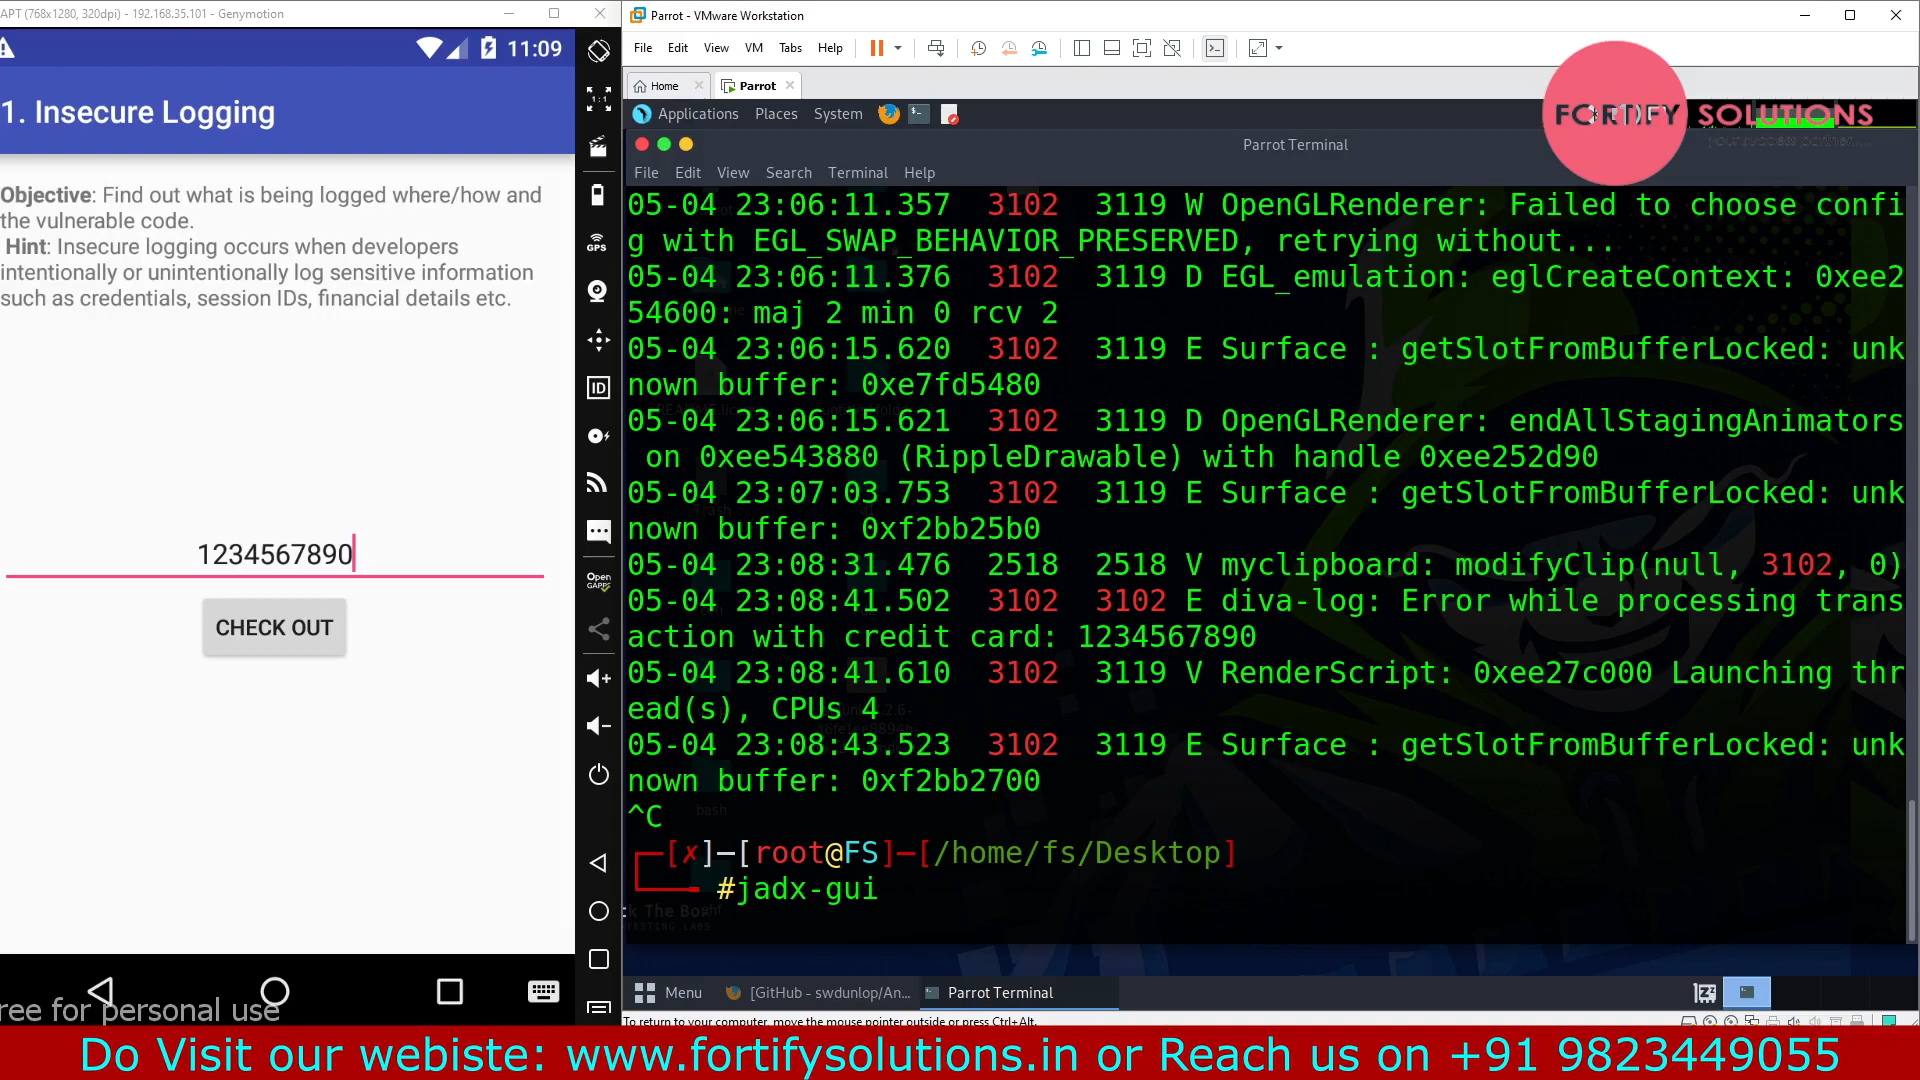 APT (768x1280, 320dpi) - 192.168.35.101 - Genymotion
11:09
1. Insecure Logging
Objective: Find out what is being logged where/how and
the vulnerable code.
Hint: Insecure logging occurs when developers
intentionally or unintentionally log sensitive information
such as credentials, session IDs, financial details etc.
1234567890
CHECK OUT
ree for personal use
1:1
GPS
ID
Open
GAPPS
Parrot - VMware Workstation
File Edit View VM Tabs Help
Home Parrot
Applications Places System
FORTIFY SOLUTIONS
Parrot Terminal
File Edit View Search Terminal Help
05-04 23:06:11.357 3102 3119 W OpenGLRenderer: Failed to choose confi
g with EGL_SWAP_BEHAVIOR_PRESERVED, retrying without...
05-04 23:06:11.376 3102 3119 D EGL_emulation: eglCreateContext: 0xee2
54600: maj 2 min 0 rcv 2
05-04 23:06:15.620 3102 3119 E Surface : getSlotFromBufferLocked: unk
nown buffer: 0xe7fd5480
05-04 23:06:15.621 3102 3119 D OpenGLRenderer: endAllStagingAnimators
on 0xee543880 (RippleDrawable) with handle 0xee252d90
05-04 23:07:03.753 3102 3119 E Surface : getSlotFromBufferLocked: unk
nown buffer: 0xf2bb25b0
05-04 23:08:31.476 2518 2518 V myclipboard: modifyClip(null, 3102, 0)
05-04 23:08:41.502 3102 3102 E diva-log: Error while processing trans
action with credit card: 1234567890
05-04 23:08:41.610 3102 3119 V RenderScript: 0xee27c000 Launching thr
ead(s), CPUs 4
05-04 23:08:43.523 3102 3119 E Surface : getSlotFromBufferLocked: unk
nown buffer: 0xf2bb2700
^C
[✗]─[root@FS]─[/home/fs/Desktop]
#jadx-gui
Menu [GitHub - swdunlop/An... Parrot Terminal
To return to your computer, move the mouse pointer outside or press Ctrl+Alt.
Do Visit our webiste: www.fortifysolutions.in or Reach us on +91 9823449055